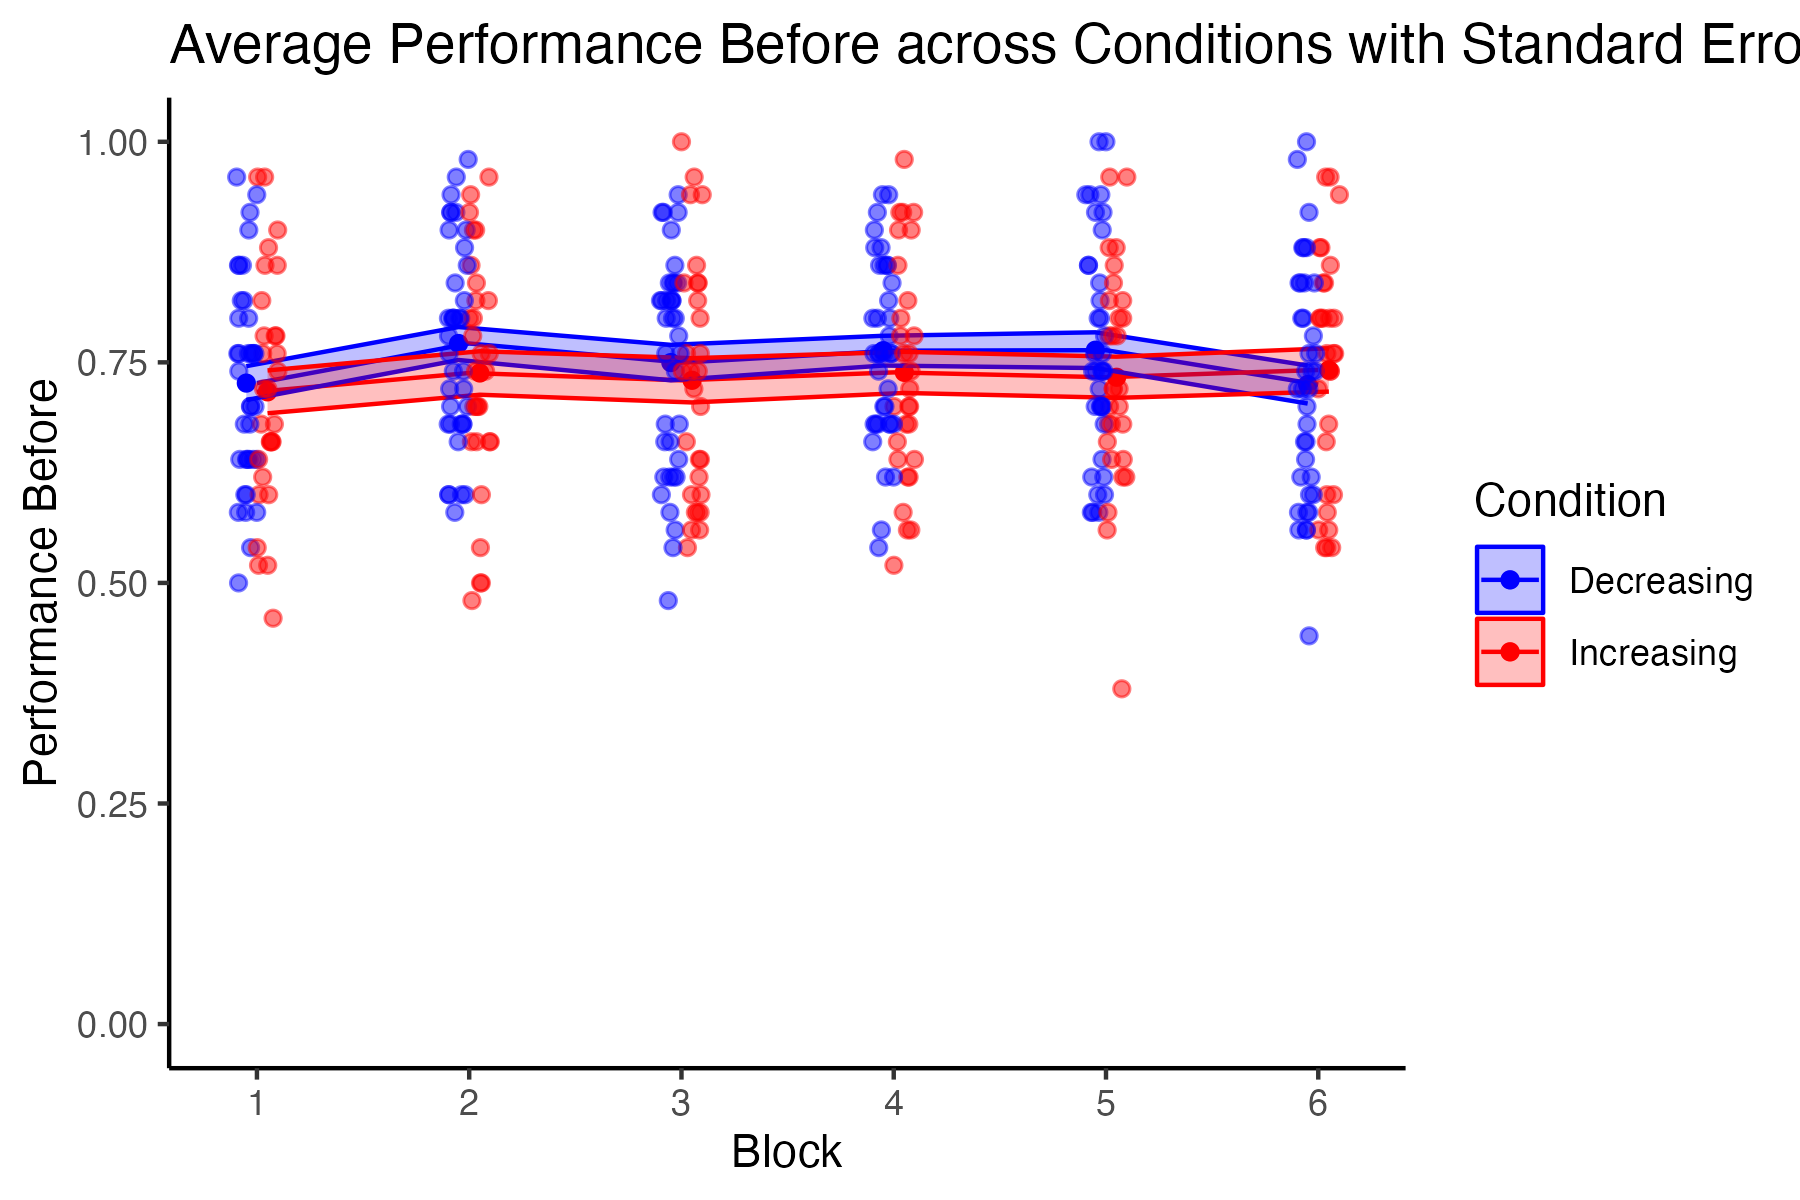 Average Performance Before across Conditions with Standard Erro
1.00
0.75
0.50
0.25
0.00
Performance Before
1 2 3 4 5 6
Block
Condition
Decreasing
Increasing